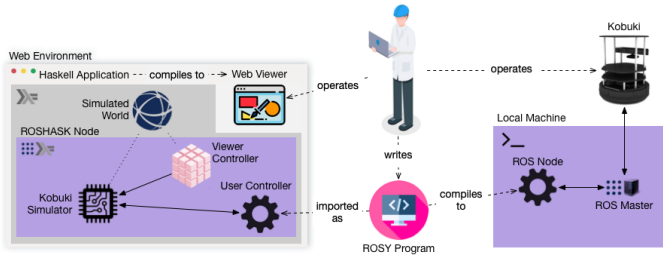 Web Environment
Haskell Application compiles to Web Viewer
Simulated
World
ROSHASK Node
Viewer
Controller
User Controller
Kobuki
Simulator
operates
operates
writes
imported
as
</>
ROSY Program
compiles
to
Kobuki
Local Machine
ROS Node
ROS Master